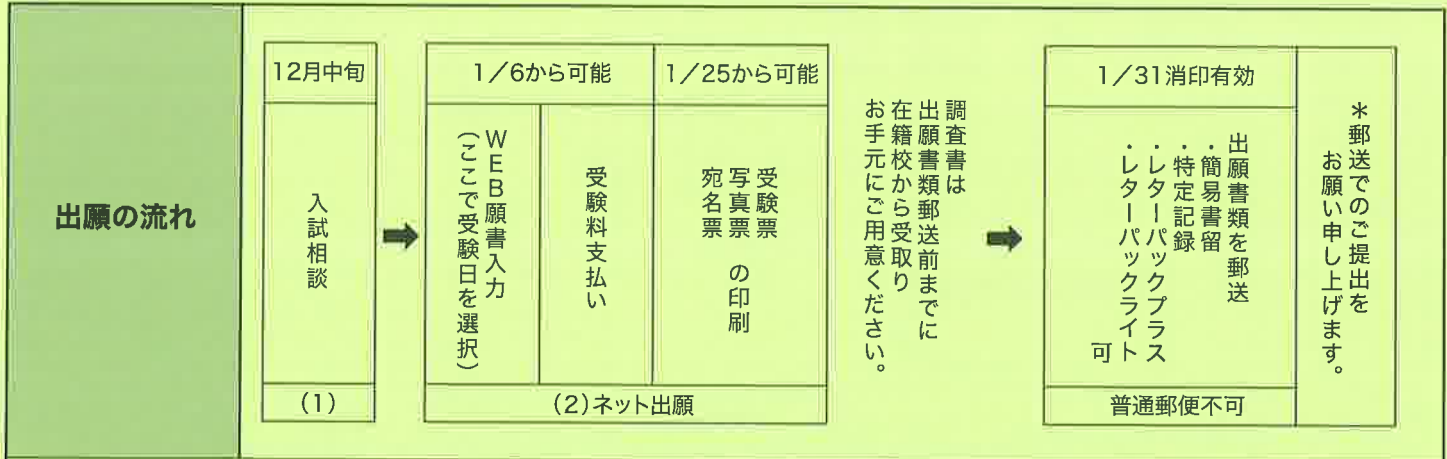 出願の流れ
12月中旬
入試相談
(1)
1/6から可能
WEB願書入力
(ここで受験日を選択)
受験料支払い
1/25から可能
受験票
写真票 の印刷
宛名票
(2)ネット出願
調査書は
出願書類郵送前までに
在籍校から受取り
お手元にご用意ください。
1/31消印有効
出願書類を郵送
・簡易書留
・特定記録
・レターパックプラス
・レターパックライト
可
普通郵便不可
*郵送でのご提出を
お願い申し上げます。